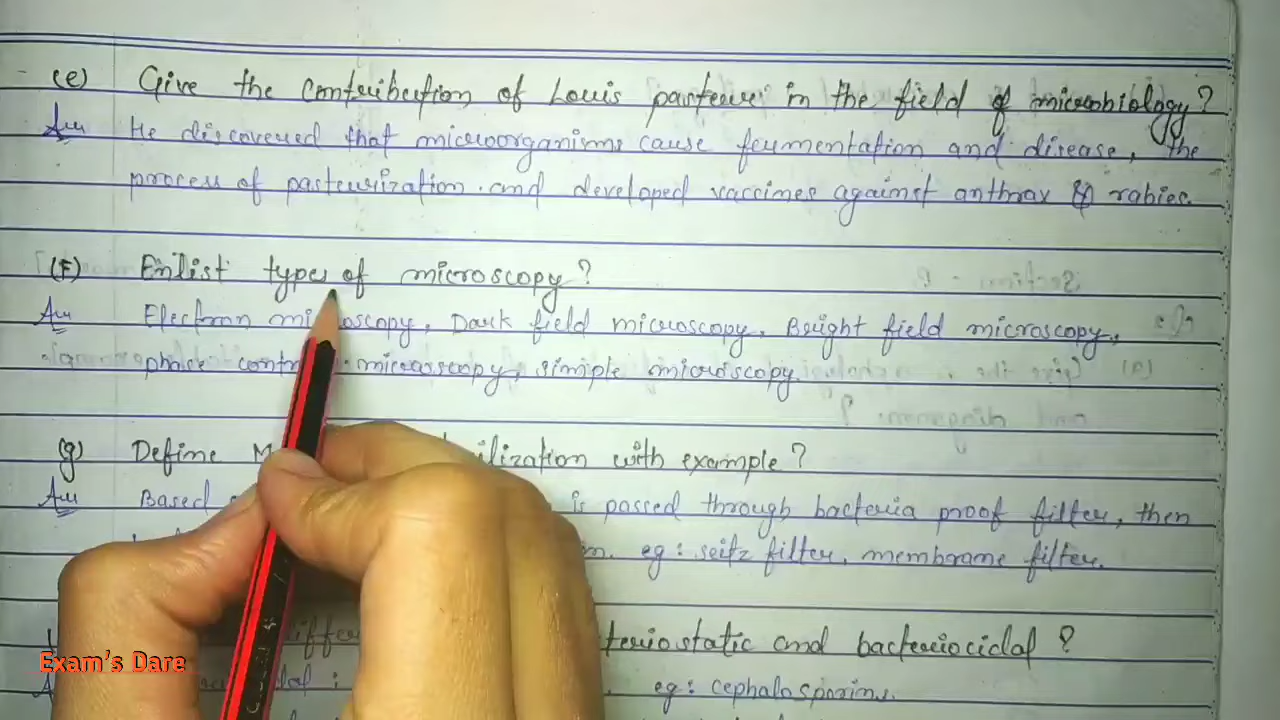 (e) Give the contribution of Louis pasteur in the field of microbiology?
Ans He discovered that microorganisms cause fermentation and disease, the
process of pasteurization and developed vaccines against anthrax & rabies.
(f) Enlist types of microscopy?
Ans Electron microscopy, Dark field microscopy, Bright field microscopy,
phase microscopy, simple microscopy.
(g) Define with example?
Ans Based is passed through bacteria proof filter, then
eg: seitz filter, membrane filter.
and bacteriocidal?
eg: cephalosporins.
Exam's Dare